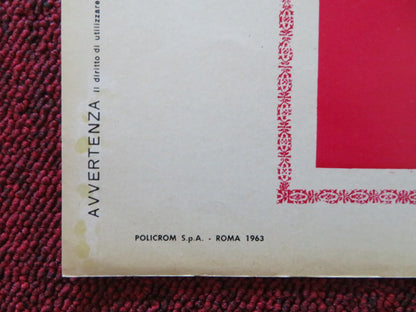 AVVERTENZA il diritto di utilizzare
POLICROM S.p.A. - ROMA 1963